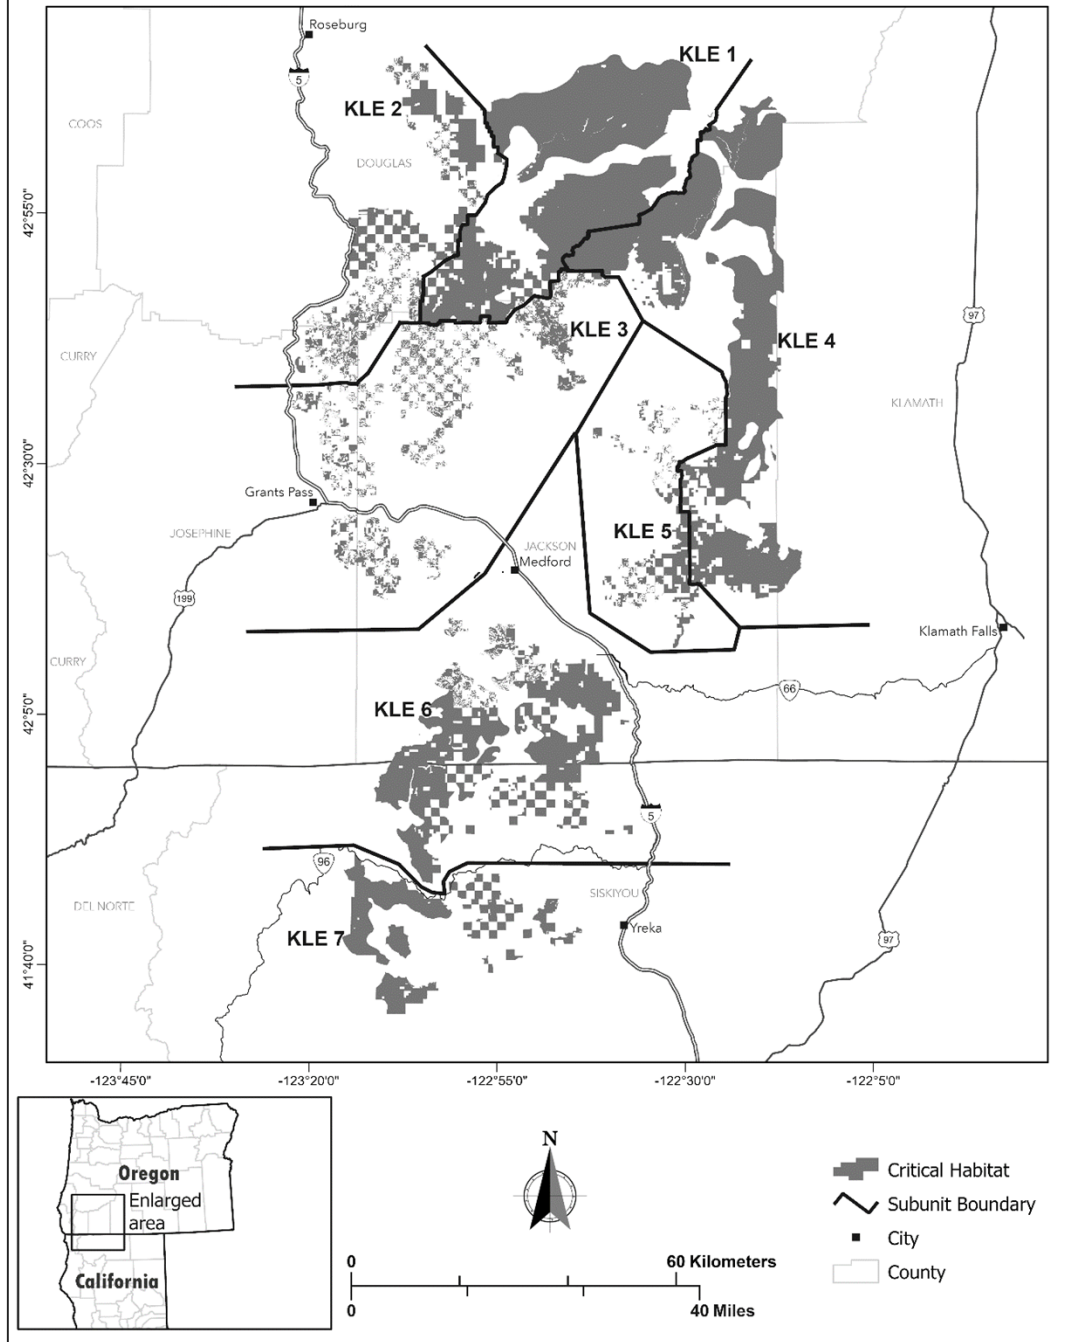 Roseburg
5
KLE 1
KLE 2
COOS
DOUGLAS
42°55'0"
97
KLE 3
KLE 4
CURRY
KLAMATH
42°30'0"
Grants Pass
JOSEPHINE
KLE 5
JACKSON
Medford
199
Klamath Falls
CURRY
66
KLE 6
42°5'0"
5
96
SISKIYOU
DEL NORTE
Yreka
KLE 7
97
41°40'0"
-123°45'0" -123°20'0" -122°55'0" -122°30'0" -122°5'0"
Oregon
Enlarged
area
California
N
0 60 Kilometers
0 40 Miles
Critical Habitat
Subunit Boundary
City
County